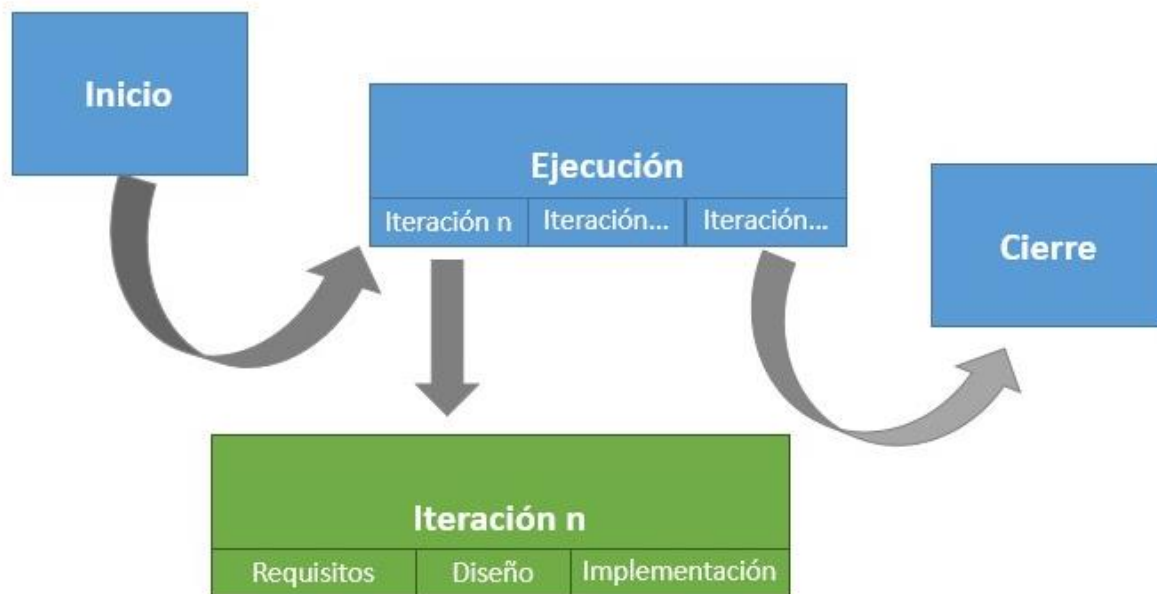 Inicio
Ejecución
Iteración n
Iteración...
Iteración...
Cierre
Iteración n
Requisitos
Diseño
Implementación